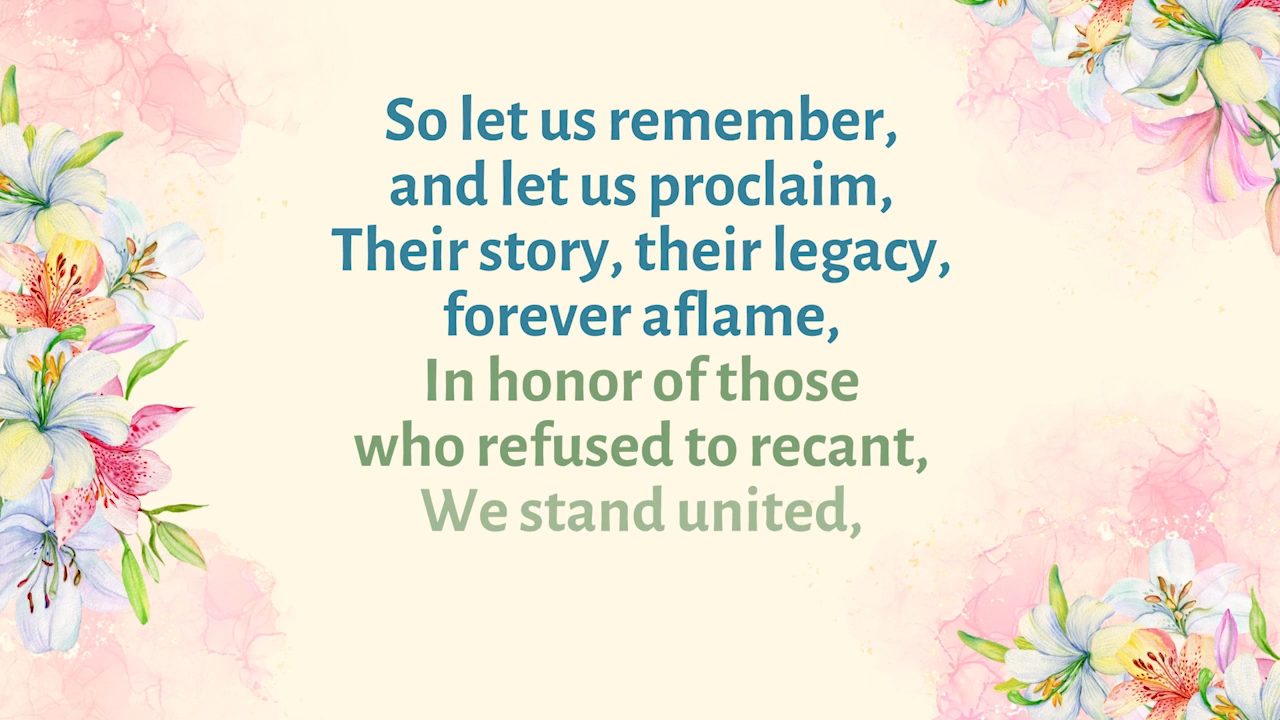 So let us remember,
and let us proclaim,
Their story, their legacy,
forever aflame,
In honor of those
who refused to recant,
We stand united,